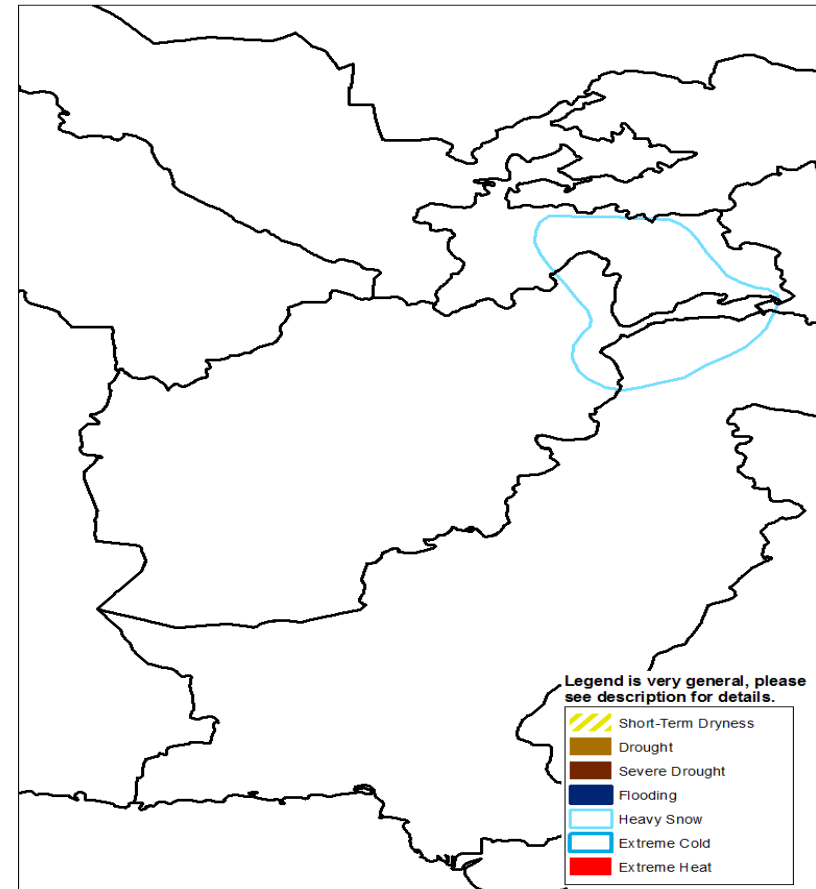 Legend is very general, please
see description for details.
Short-Term Dryness
Drought
Severe Drought
Flooding
Heavy Snow
Extreme Cold
Extreme Heat